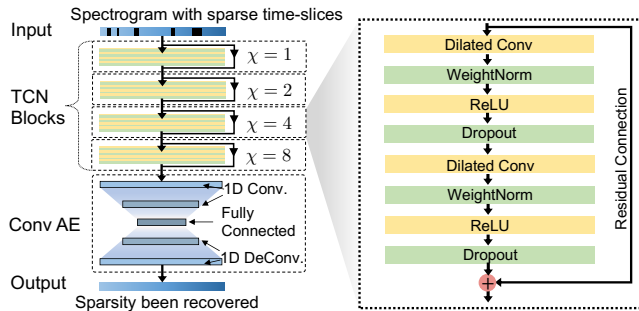 Spectrogram with sparse time-slices
Input
χ = 1
χ = 2
TCN
Blocks
χ = 4
χ = 8
1D Conv.
Conv AE
Fully
Connected
1D DeConv.
Output
Sparsity been recovered
Dilated Conv
WeightNorm
ReLU
Dropout
Dilated Conv
WeightNorm
ReLU
Dropout
+
Residual Connection